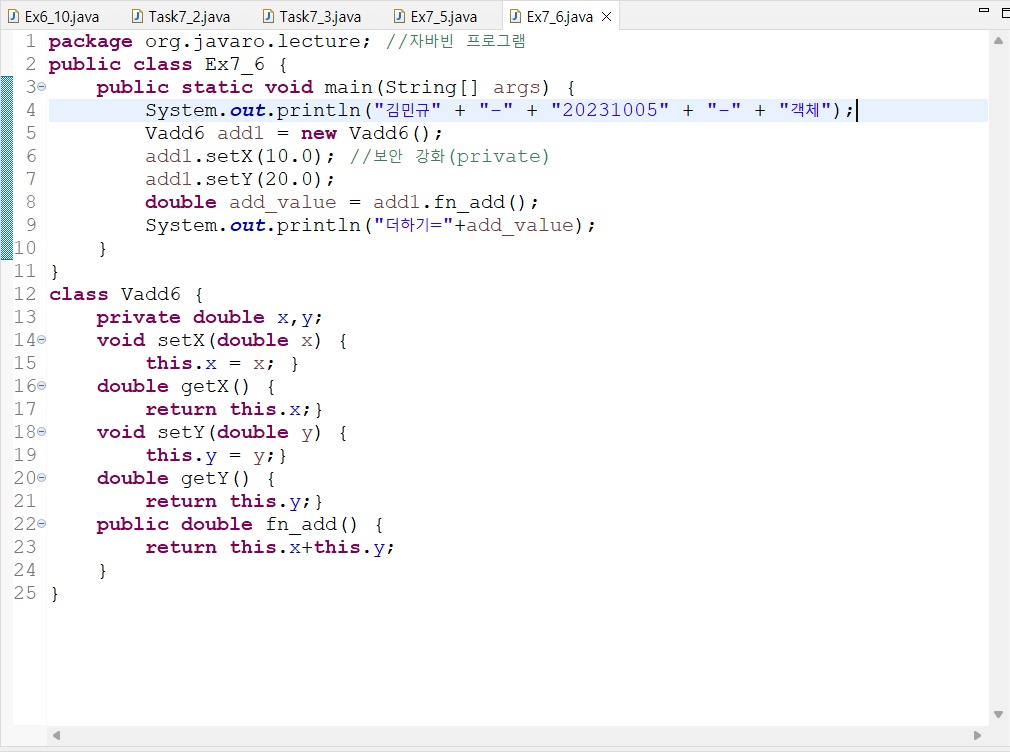 Ex6_10.java Task7_2.java Task7_3.java Ex7_5.java Ex7_6.java
1 package org.javaro.lecture; //자바빈 프로그램
2 public class Ex7_6 {
3 public static void main(String[] args) {
4 System.out.println("김민규" + "-" + "20231005" + "-" + "객체");
5 Vadd6 add1 = new Vadd6();
6 add1.setX(10.0); //보안 강화(private)
7 add1.setY(20.0);
8 double add_value = add1.fn_add();
9 System.out.println("더하기="+add_value);
10 }
11 }
12 class Vadd6 {
13 private double x,y;
14 void setX(double x) {
15 this.x = x; }
16 double getX() {
17 return this.x;}
18 void setY(double y) {
19 this.y = y;}
20 double getY() {
21 return this.y;}
22 public double fn_add() {
23 return this.x+this.y;
24 }
25 }